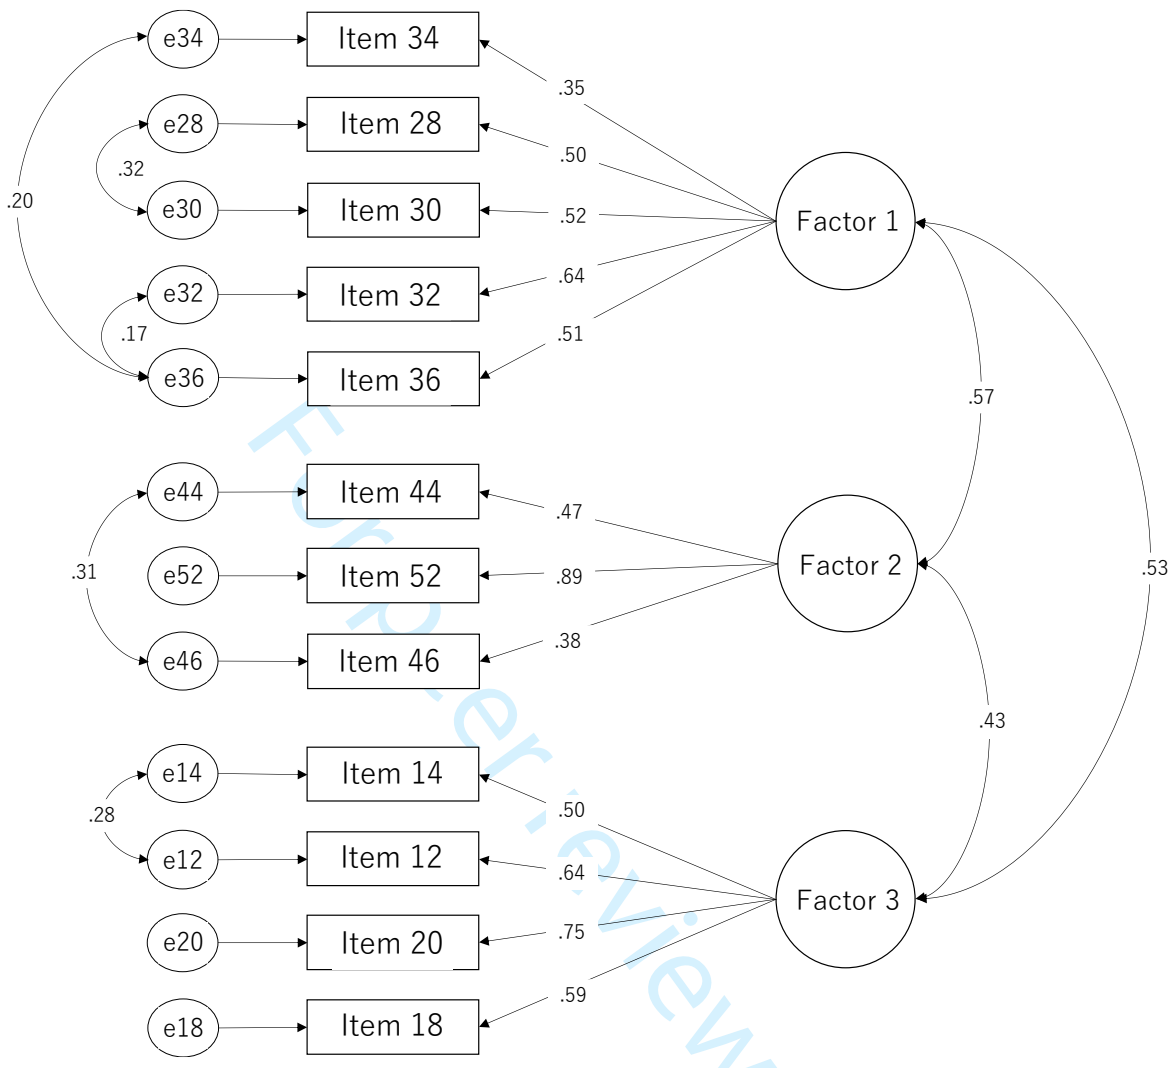 e34 Item 34
.35
e28 Item 28
.50
.32
.20
e30 Item 30
.52
Factor 1
.64
e32 Item 32
.17
.51
e36 Item 36
.57
e44 Item 44
.47
.31
e52 Item 52
.89
Factor 2
.53
.38
e46 Item 46
.43
e14 Item 14
.50
.28
e12 Item 12
.64
Factor 3
.75
e20 Item 20
.59
e18 Item 18
For Peer Review